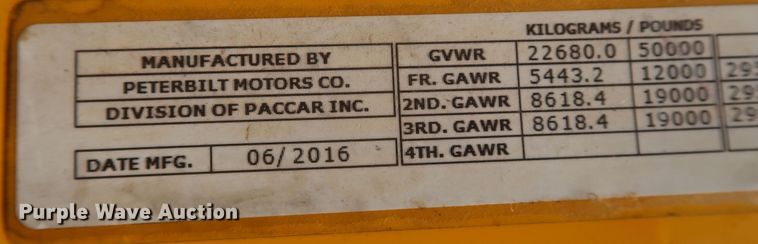 KILOGRAMS / POUNDS
MANUFACTURED BY
PETERBILT MOTORS CO.
DIVISION OF PACCAR INC.
DATE MFG. 06/2016
GVWR 22680.0 50000
FR. GAWR 5443.2 12000
2ND. GAWR 8618.4 19000
3RD. GAWR 8618.4 19000
4TH. GAWR
Purple Wave Auction